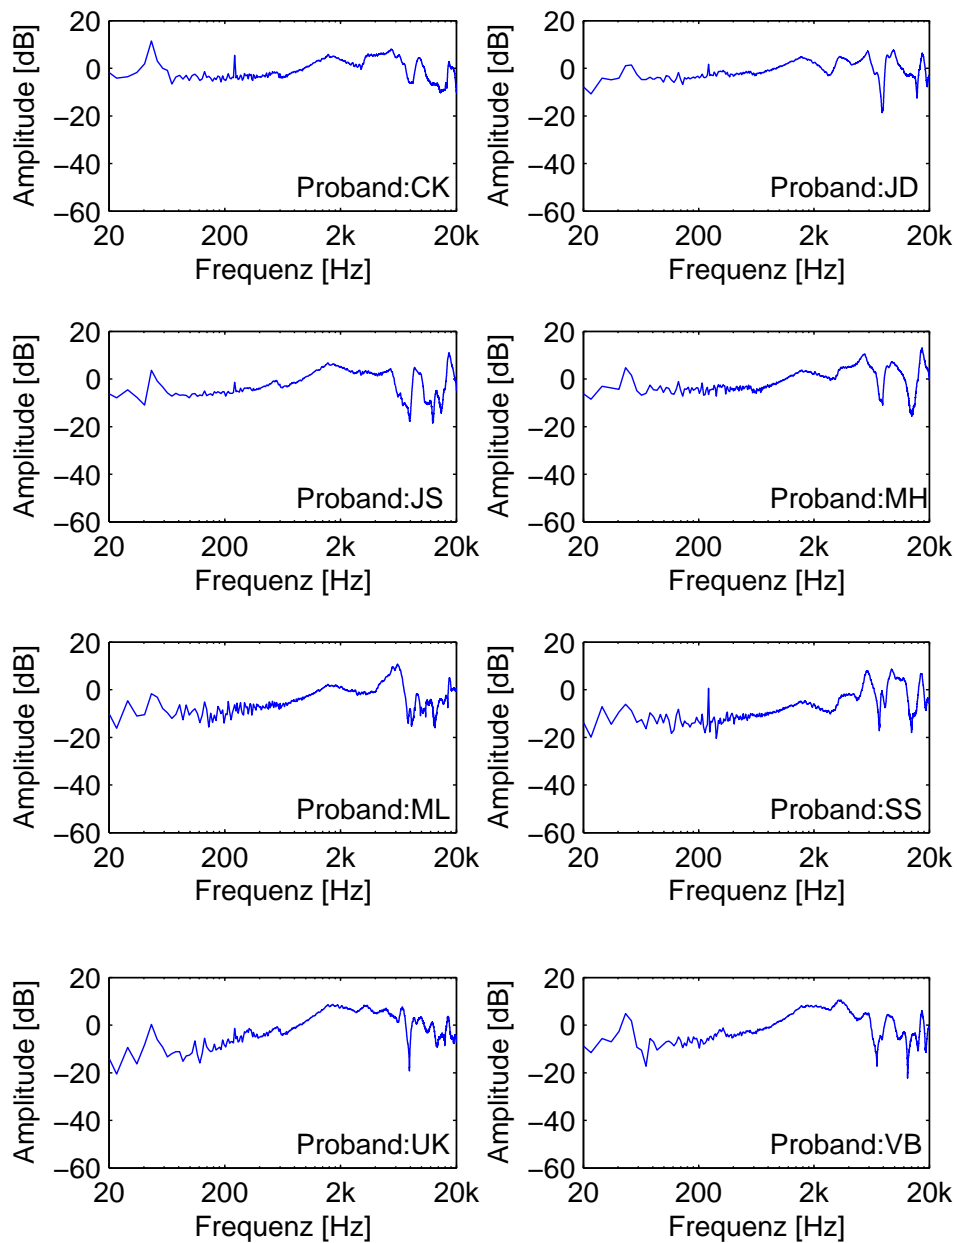 20
0
−20
−40
−60
Amplitude [dB]
Proband:CK
20
200
2k
20k
Frequenz [Hz]
20
0
−20
−40
−60
Amplitude [dB]
Proband:JD
20
200
2k
20k
Frequenz [Hz]
20
0
−20
−40
−60
Amplitude [dB]
Proband:JS
20
200
2k
20k
Frequenz [Hz]
20
0
−20
−40
−60
Amplitude [dB]
Proband:MH
20
200
2k
20k
Frequenz [Hz]
20
0
−20
−40
−60
Amplitude [dB]
Proband:ML
20
200
2k
20k
Frequenz [Hz]
20
0
−20
−40
−60
Amplitude [dB]
Proband:SS
20
200
2k
20k
Frequenz [Hz]
20
0
−20
−40
−60
Amplitude [dB]
Proband:UK
20
200
2k
20k
Frequenz [Hz]
20
0
−20
−40
−60
Amplitude [dB]
Proband:VB
20
200
2k
20k
Frequenz [Hz]